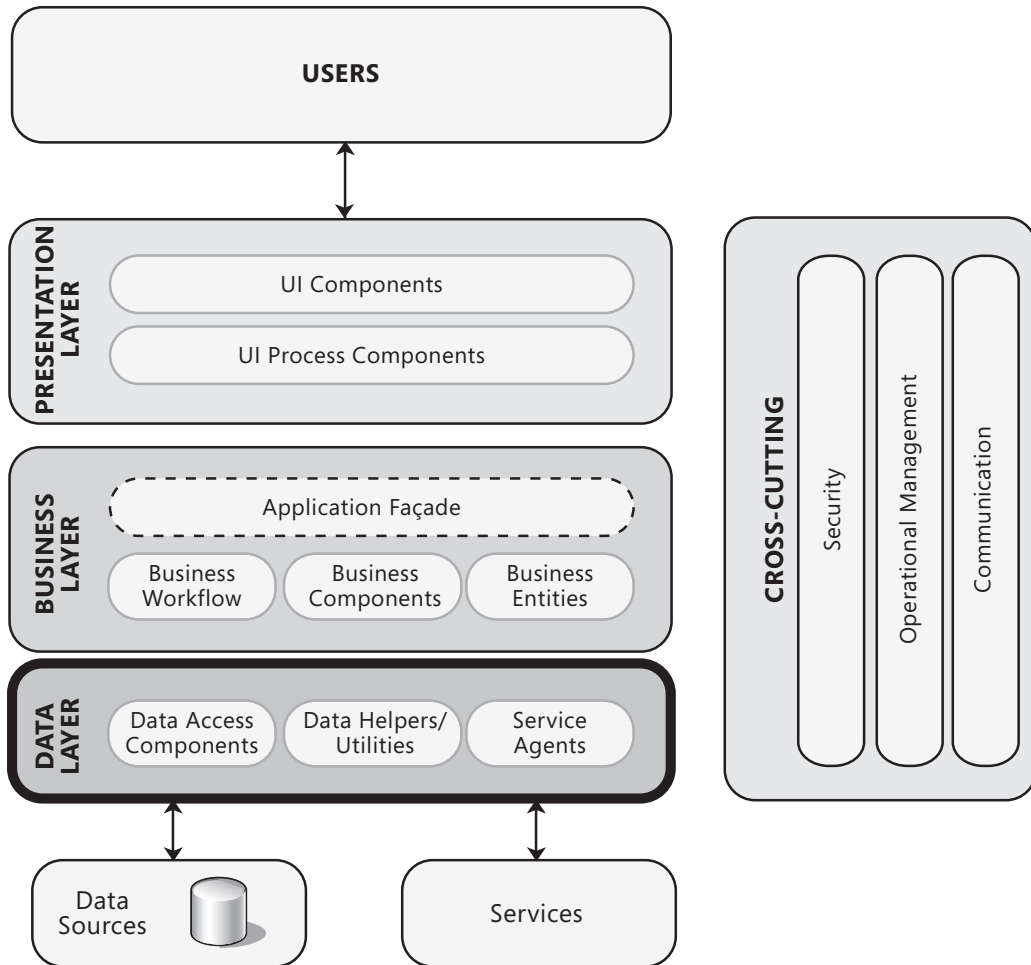 USERS
PRESENTATION
LAYER
UI Components
UI Process Components
BUSINESS
LAYER
Application Façade
Business
Workflow
Business
Components
Business
Entities
DATA
LAYER
Data Access
Components
Data Helpers/
Utilities
Service
Agents
Data
Sources
Services
CROSS-CUTTING
Security
Operational Management
Communication